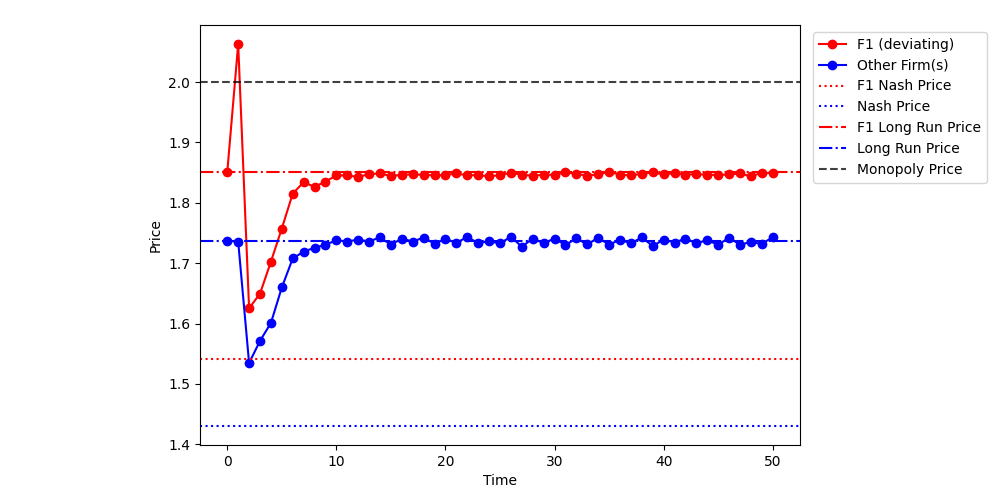 2.0
1.9
1.8
1.7
1.6
1.5
1.4
Price
0 10 20 30 40 50
Time
F1 (deviating)
Other Firm(s)
F1 Nash Price
Nash Price
F1 Long Run Price
Long Run Price
Monopoly Price